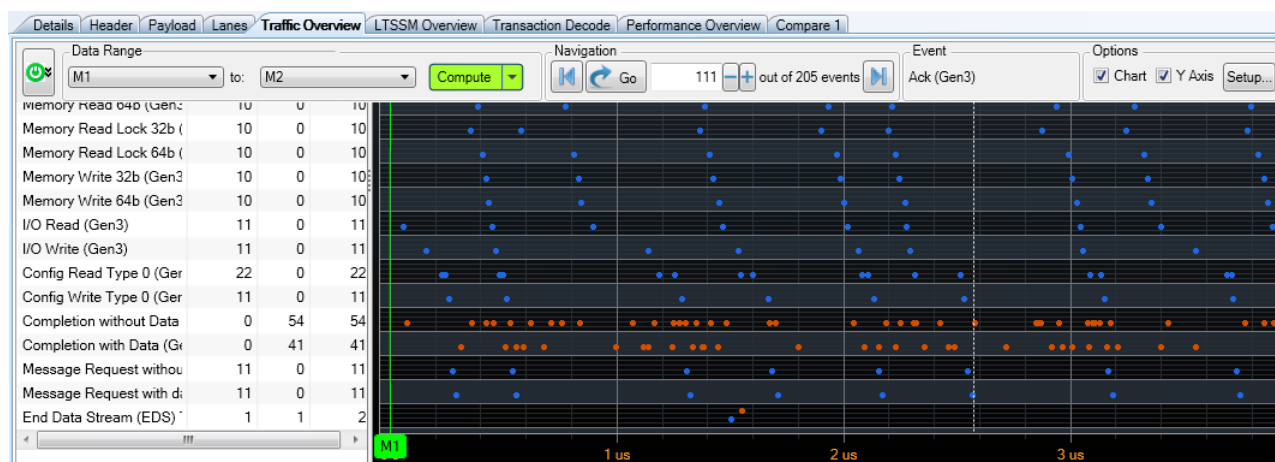 Details Header Payload Lanes Traffic Overview LTSSM Overview Transaction Decode Performance Overview Compare 1
Data Range Navigation Event Options
M1 to: M2 Compute Go 111 out of 205 events Ack (Gen3) Chart Y Axis Setup...
Memory Read 64b (Gen3 10 0 10
Memory Read Lock 32b ( 10 0 10
Memory Read Lock 64b ( 10 0 10
Memory Write 32b (Gen3 10 0 10
Memory Write 64b (Gen3 10 0 10
I/O Read (Gen3) 11 0 11
I/O Write (Gen3) 11 0 11
Config Read Type 0 (Ger 22 0 22
Config Write Type 0 (Ger 11 0 11
Completion without Data 0 54 54
Completion with Data (Ge 0 41 41
Message Request withou 11 0 11
Message Request with da 11 0 11
End Data Stream (EDS) 1 1 2
M1 1 us 2 us 3 us